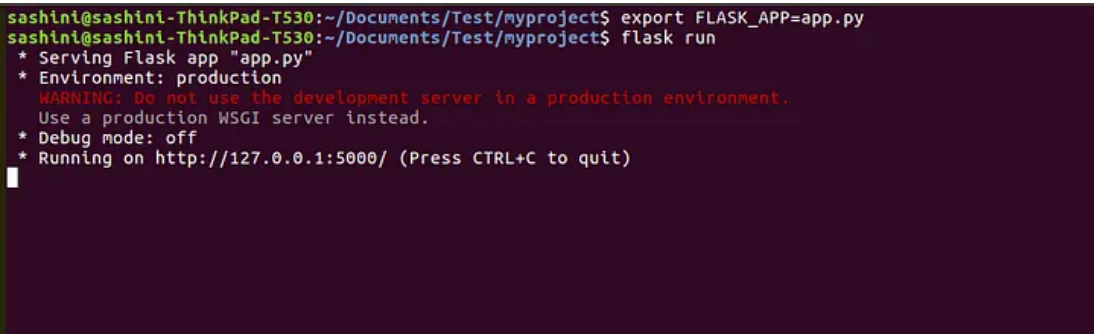 sashini@sashini-ThinkPad-T530:~/Documents/Test/myproject$ export FLASK_APP=app.py
sashini@sashini-ThinkPad-T530:~/Documents/Test/myproject$ flask run
 * Serving Flask app "app.py"
 * Environment: production
   WARNING: Do not use the development server in a production environment.
   Use a production WSGI server instead.
 * Debug mode: off
 * Running on http://127.0.0.1:5000/ (Press CTRL+C to quit)